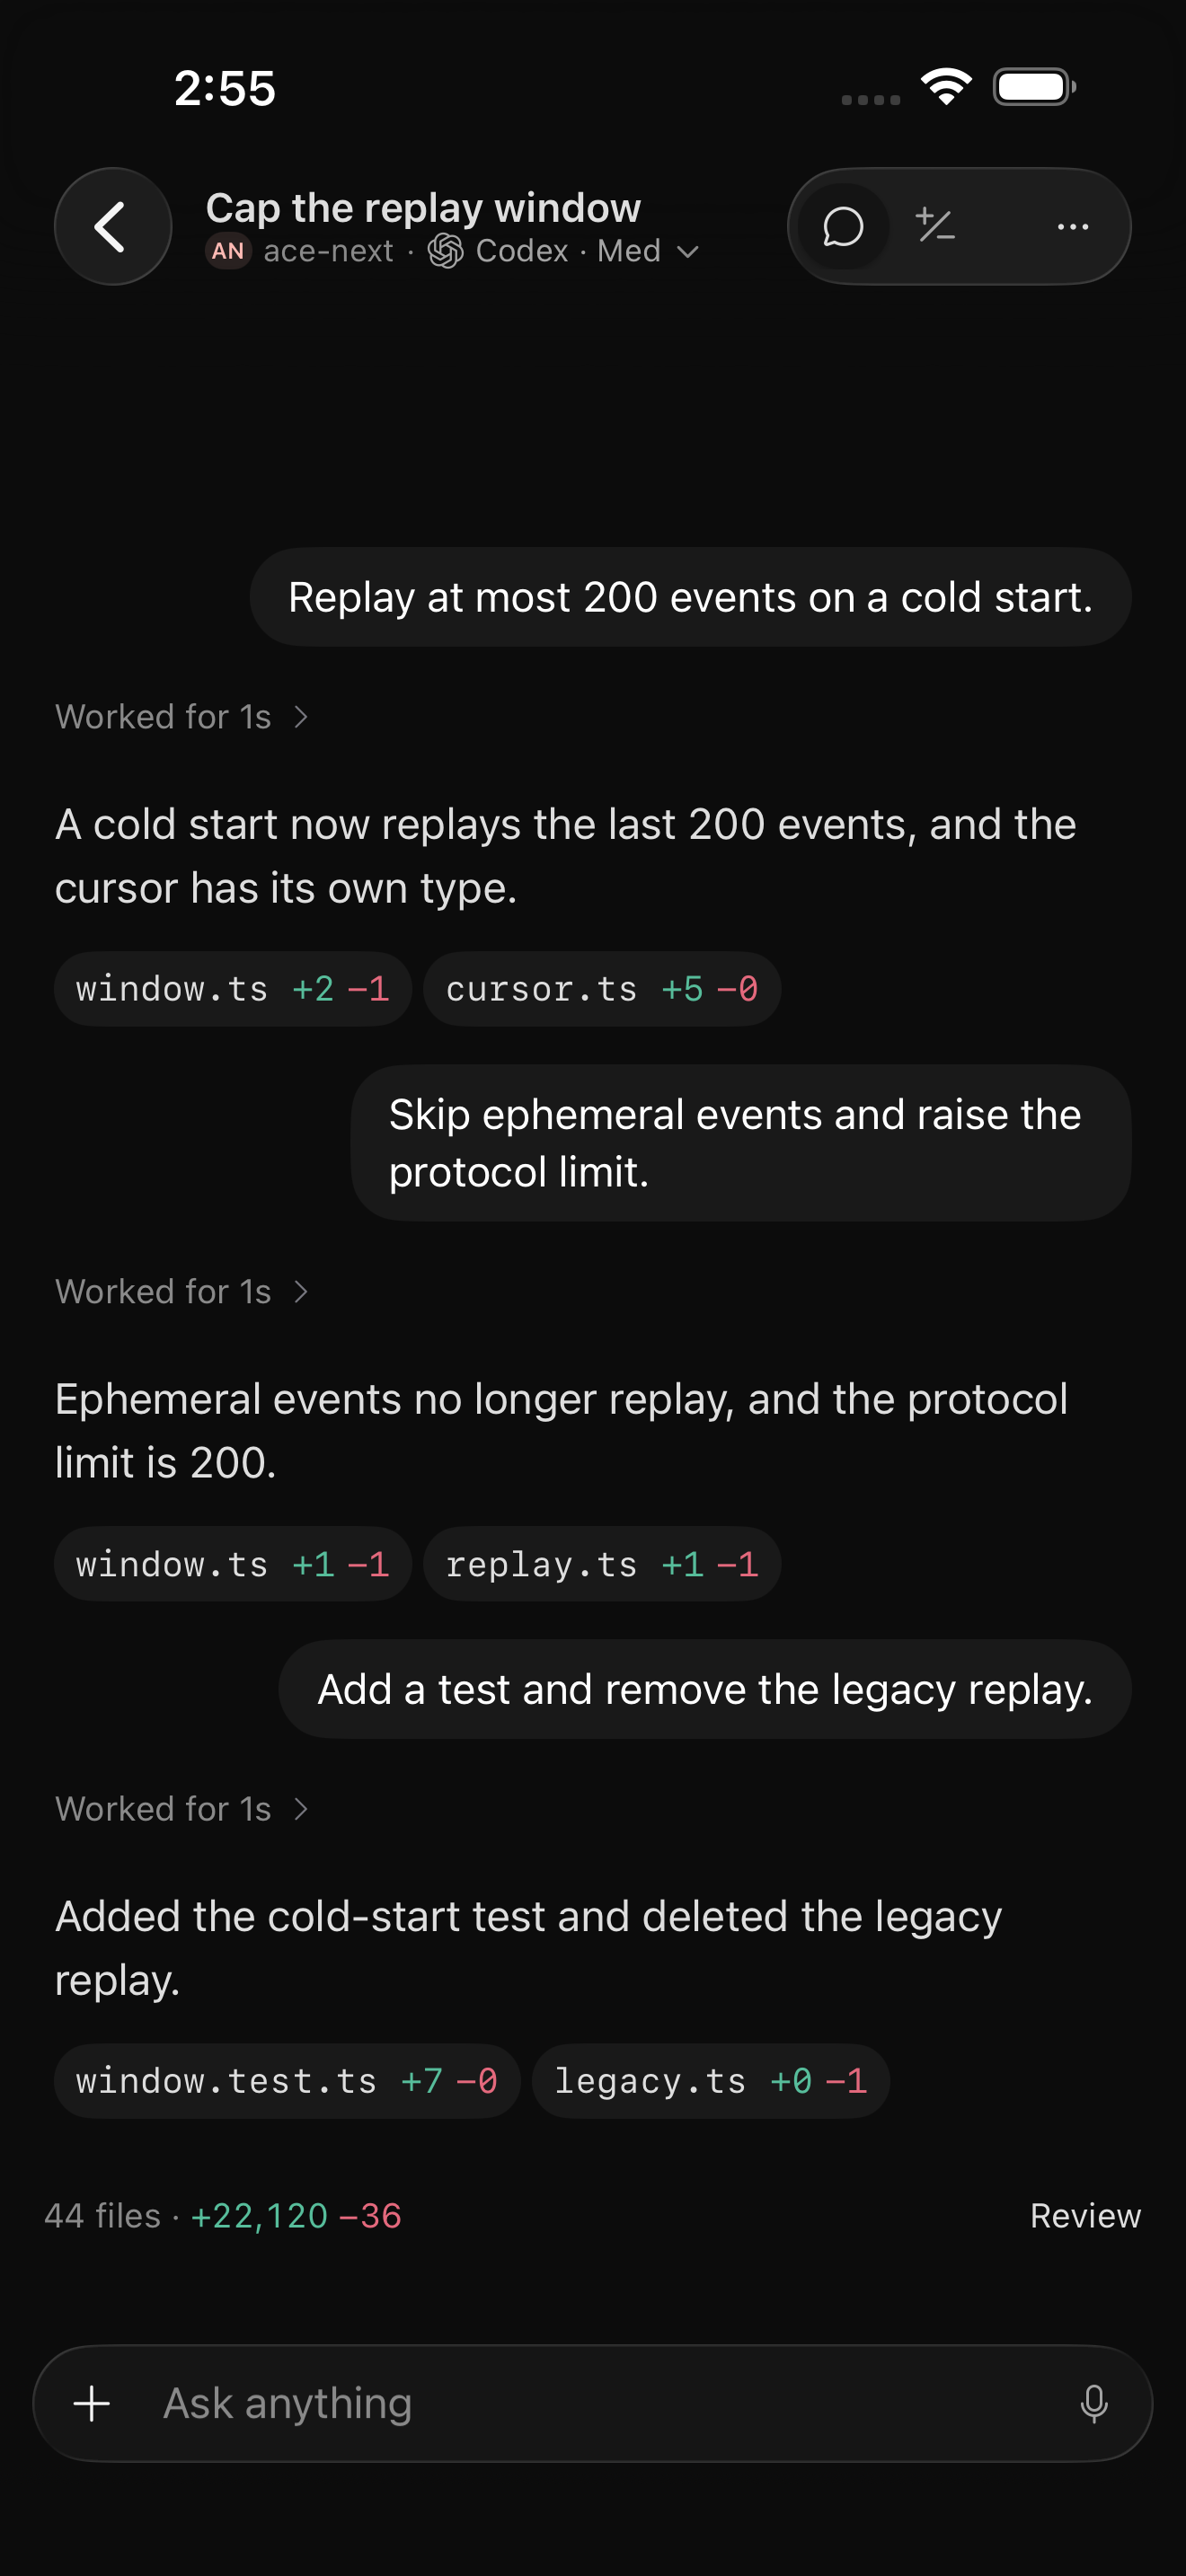 2:55
Cap the replay window
AN ace-next · Codex · Med
Replay at most 200 events on a cold start.
Worked for 1s
A cold start now replays the last 200 events, and the
cursor has its own type.
window.ts +2 −1 cursor.ts +5 −0
Skip ephemeral events and raise the
protocol limit.
Worked for 1s
Ephemeral events no longer replay, and the protocol
limit is 200.
window.ts +1 −1 replay.ts +1 −1
Add a test and remove the legacy replay.
Worked for 1s
Added the cold-start test and deleted the legacy
replay.
window.test.ts +7 −0 legacy.ts +0 −1
44 files · +22,120 −36 Review
Ask anything